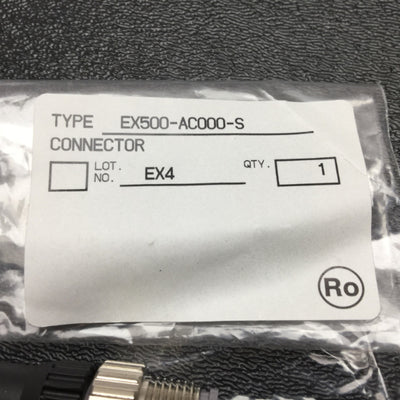 TYPE EX500-AC000-S
CONNECTOR
LOT. NO. EX4 QTY. 1
Ro